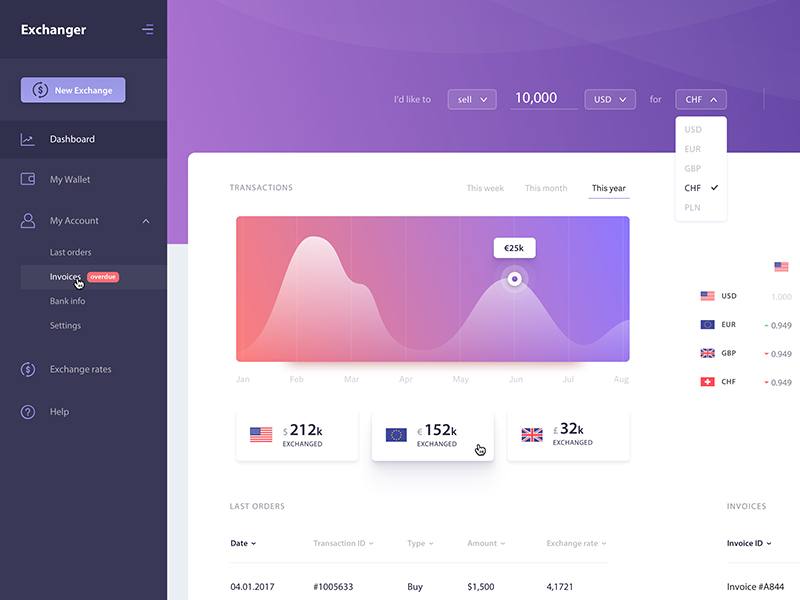 Exchanger
New Exchange
Dashboard
My Wallet
My Account
Last orders
Invoices overdue
Bank info
Settings
Exchange rates
Help
I'd like to sell 10,000 USD for CHF
USD
EUR
GBP
CHF
PLN
TRANSACTIONS This week This month This year
€25k
Jan Feb Mar Apr May Jun Jul Aug
USD 1.000
EUR 0.949
GBP 0.949
CHF 0.949
$ 212k
EXCHANGED
€ 152k
EXCHANGED
£ 32k
EXCHANGED
LAST ORDERS
Date Transaction ID Type Amount Exchange rate
04.01.2017 #1005633 Buy $1,500 4,1721
INVOICES
Invoice ID
Invoice #A844